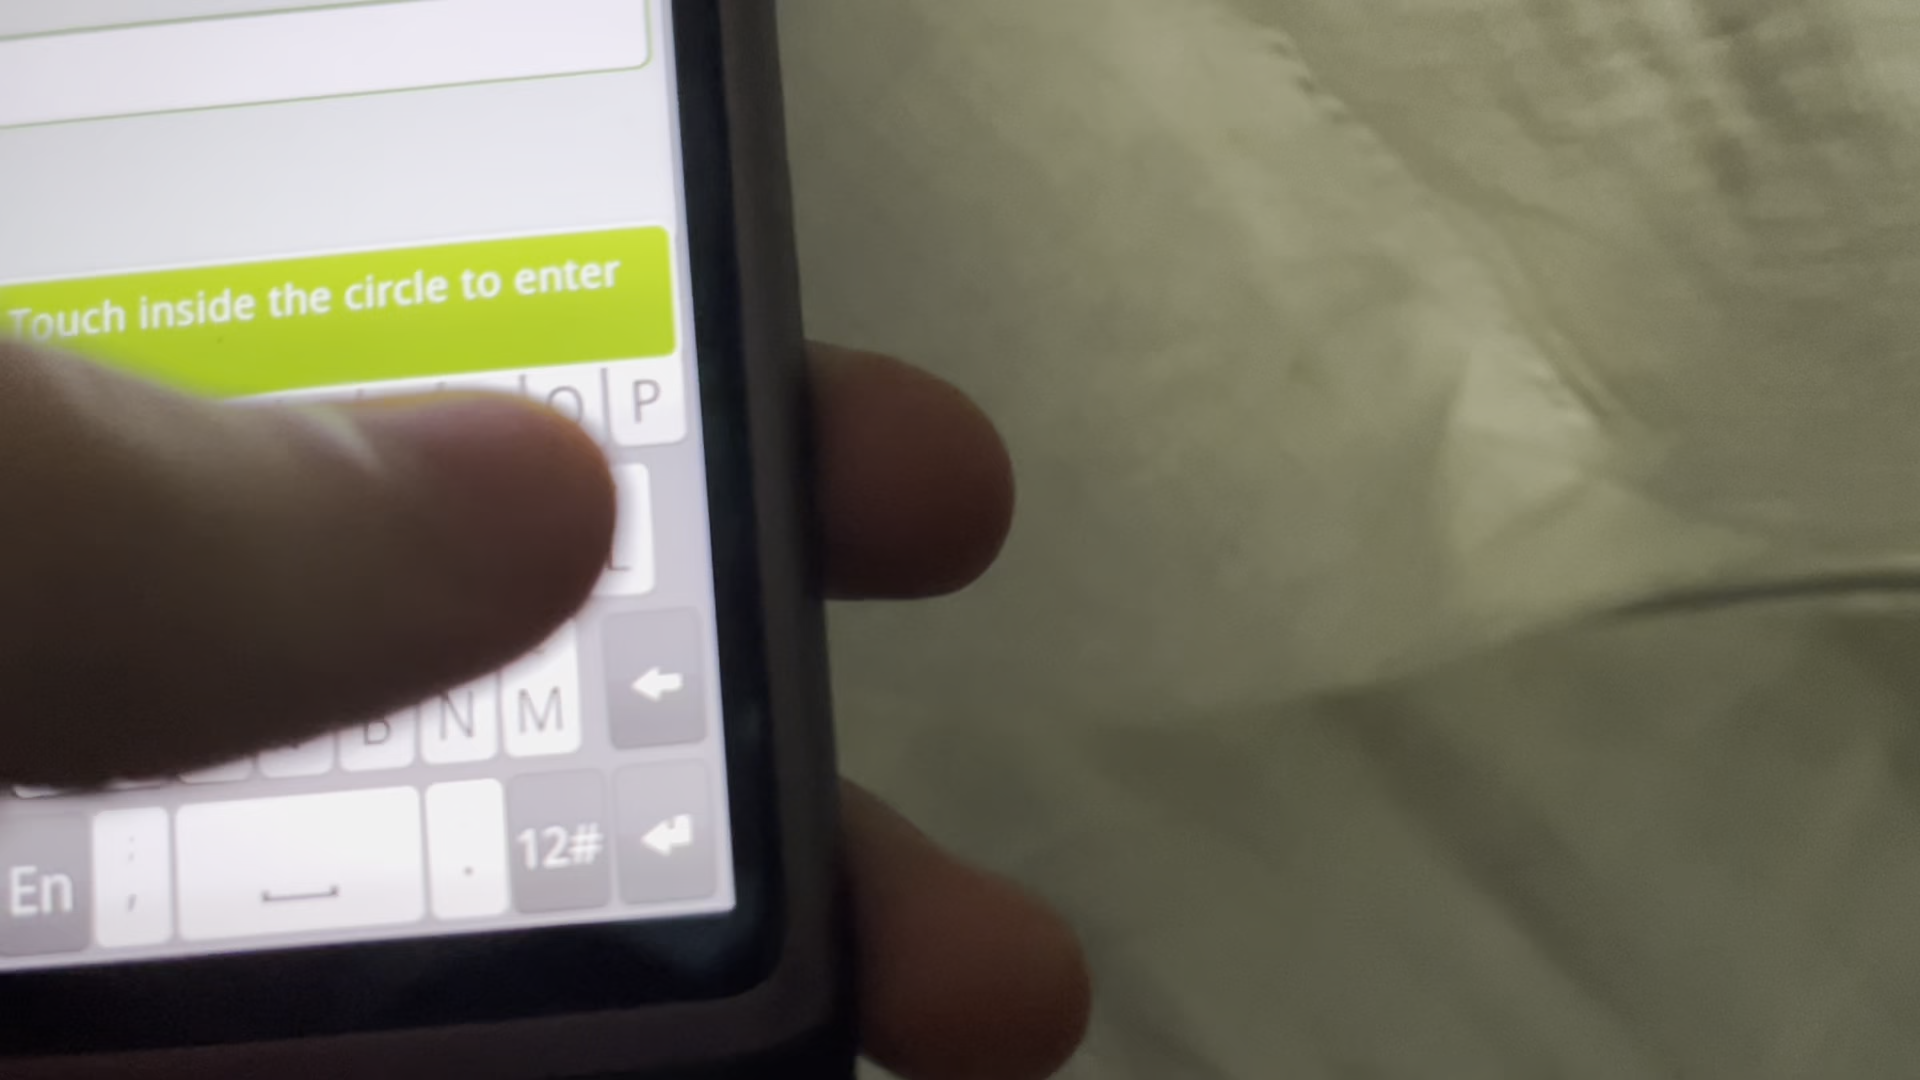 Touch inside the circle to enter
O P
L
B N M
En ; , . 12#